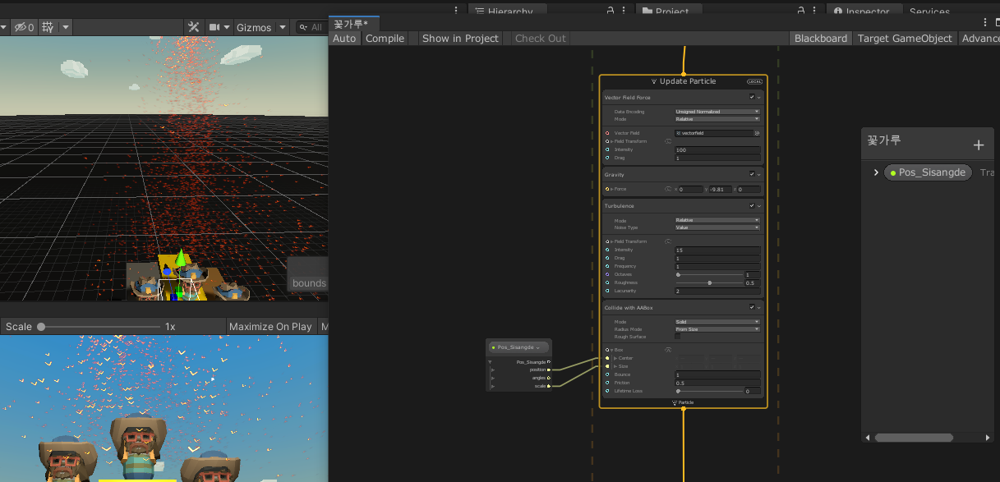 Hierarchy
Project
Inspector
Services
0
Gizmos
All
꽃가루*
Auto
Compile
Show in Project
Check Out
Blackboard
Target GameObject
Advance
Update Particle
LOCAL
Vector Field Force
Data Encoding Unsigned Normalized
Mode Relative
Vector Field vectorfield
Field Transform
Intensity 100
Drag 1
Gravity
Force x 0 y -9.81 z 0
Turbulence
Mode Relative
Noise Type Value
Field Transform
Intensity 15
Drag 1
Frequency 1
Octaves 1
Roughness 0.5
Lacunarity 2
Collide with AABox
Mode Solid
Radius Mode From Size
Rough Surface
Box
Center
Size
Bounce 1
Friction 0.5
Lifetime Loss 0
Particle
Pos_Sisangde
Pos_Sisangde
position
angles
scale
꽃가루
+
Pos_Sisangde
Tra
bounds
Scale
1x
Maximize On Play
M